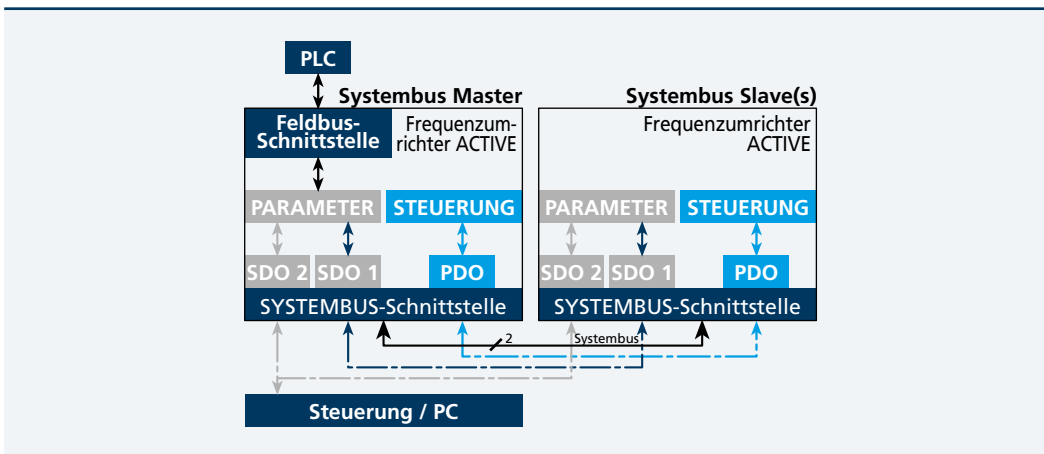 PLC
Systembus Master
Systembus Slave(s)
Feldbus-
Schnittstelle
Frequenzum-
richter ACTIVE
Frequenzumrichter
ACTIVE
PARAMETER
STEUERUNG
PARAMETER
STEUERUNG
SDO 2
SDO 1
PDO
SDO 2
SDO 1
PDO
SYSTEMBUS-Schnittstelle
SYSTEMBUS-Schnittstelle
2
Systembus
Steuerung / PC